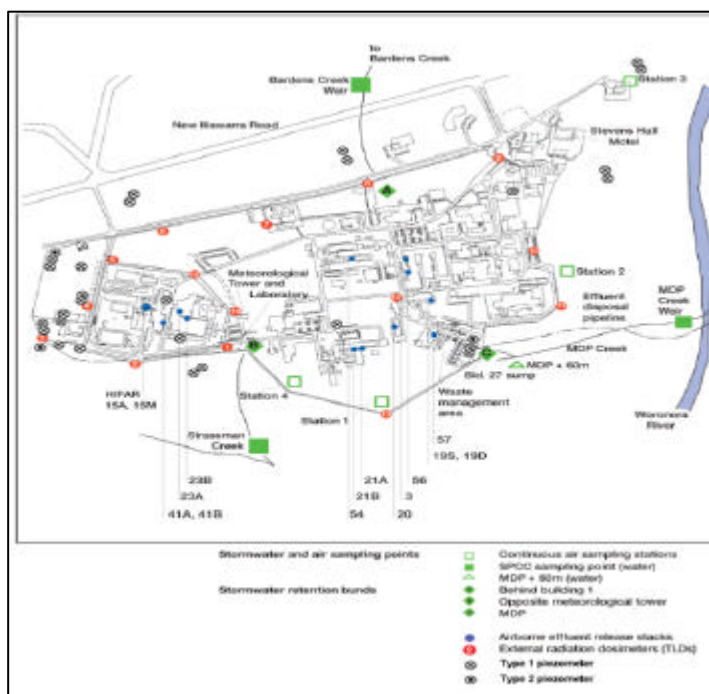 to
Bardens Creek
Bardens Creek
Weir
Station 3
New Illawarra Road
Stevens Hall
Motel
A
Meteorological
Tower and
Laboratory
Station 2
Effluent
disposal
pipeline
MDP
Creek
Weir
MDP Creek
B
C
MDP + 60m
Bld. 27 sump
HIFAR
15A, 15M
Station 4
Station 1
Waste
management
area
Woronora
River
Strassman
Creek
57
19S, 19D
23B
21A
56
23A
21B
3
41A, 41B
54
20
Stormwater and air sampling points
Continuous air sampling stations
SPCC sampling point (water)
MDP + 60m (water)
Stormwater retention bunds
Behind building 1
Opposite meteorological tower
MDP
Airborne effluent release stacks
External radiation dosimeters (TLDs)
Type 1 piezometer
Type 2 piezometer